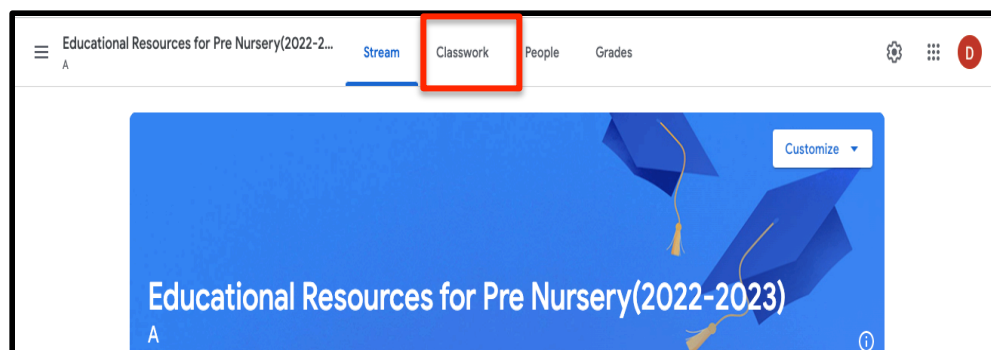 Educational Resources for Pre Nursery(2022-2...
A
Stream Classwork People Grades
D
Customize
Educational Resources for Pre Nursery(2022-2023)
A